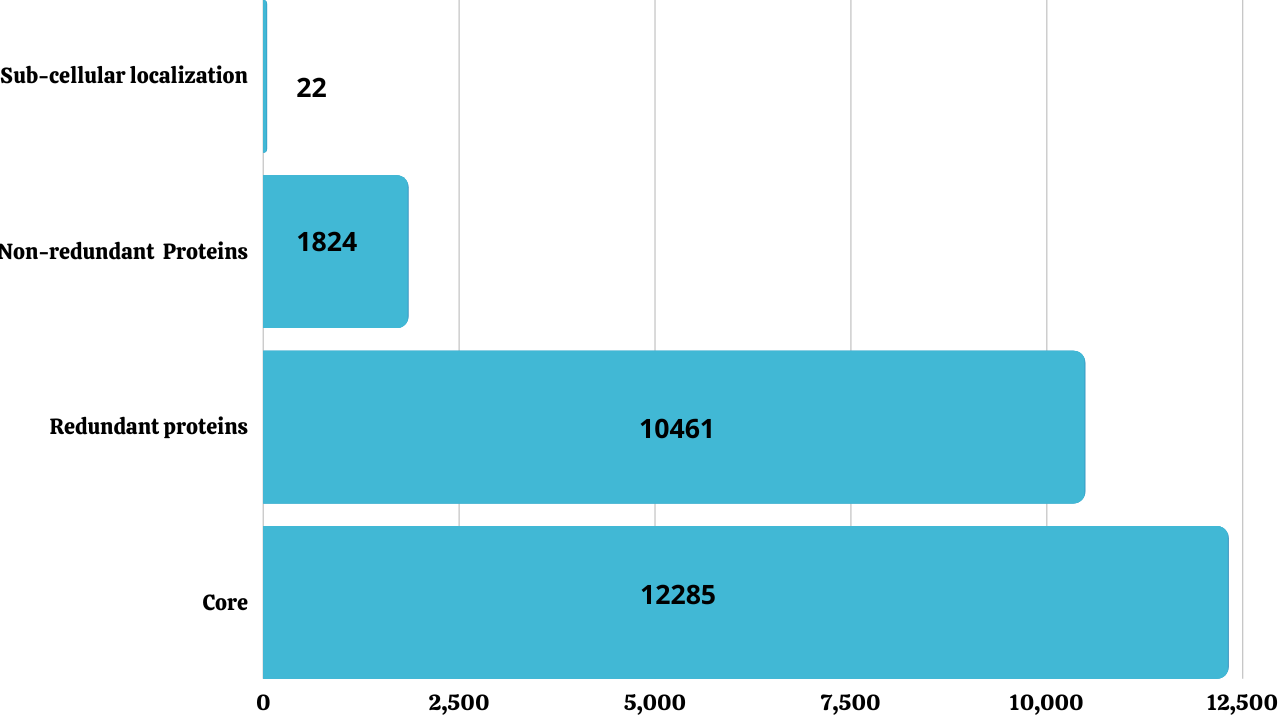 Sub-cellular localization
22
Non-redundant Proteins
1824
Redundant proteins
10461
Core
12285
0 2,500 5,000 7,500 10,000 12,500